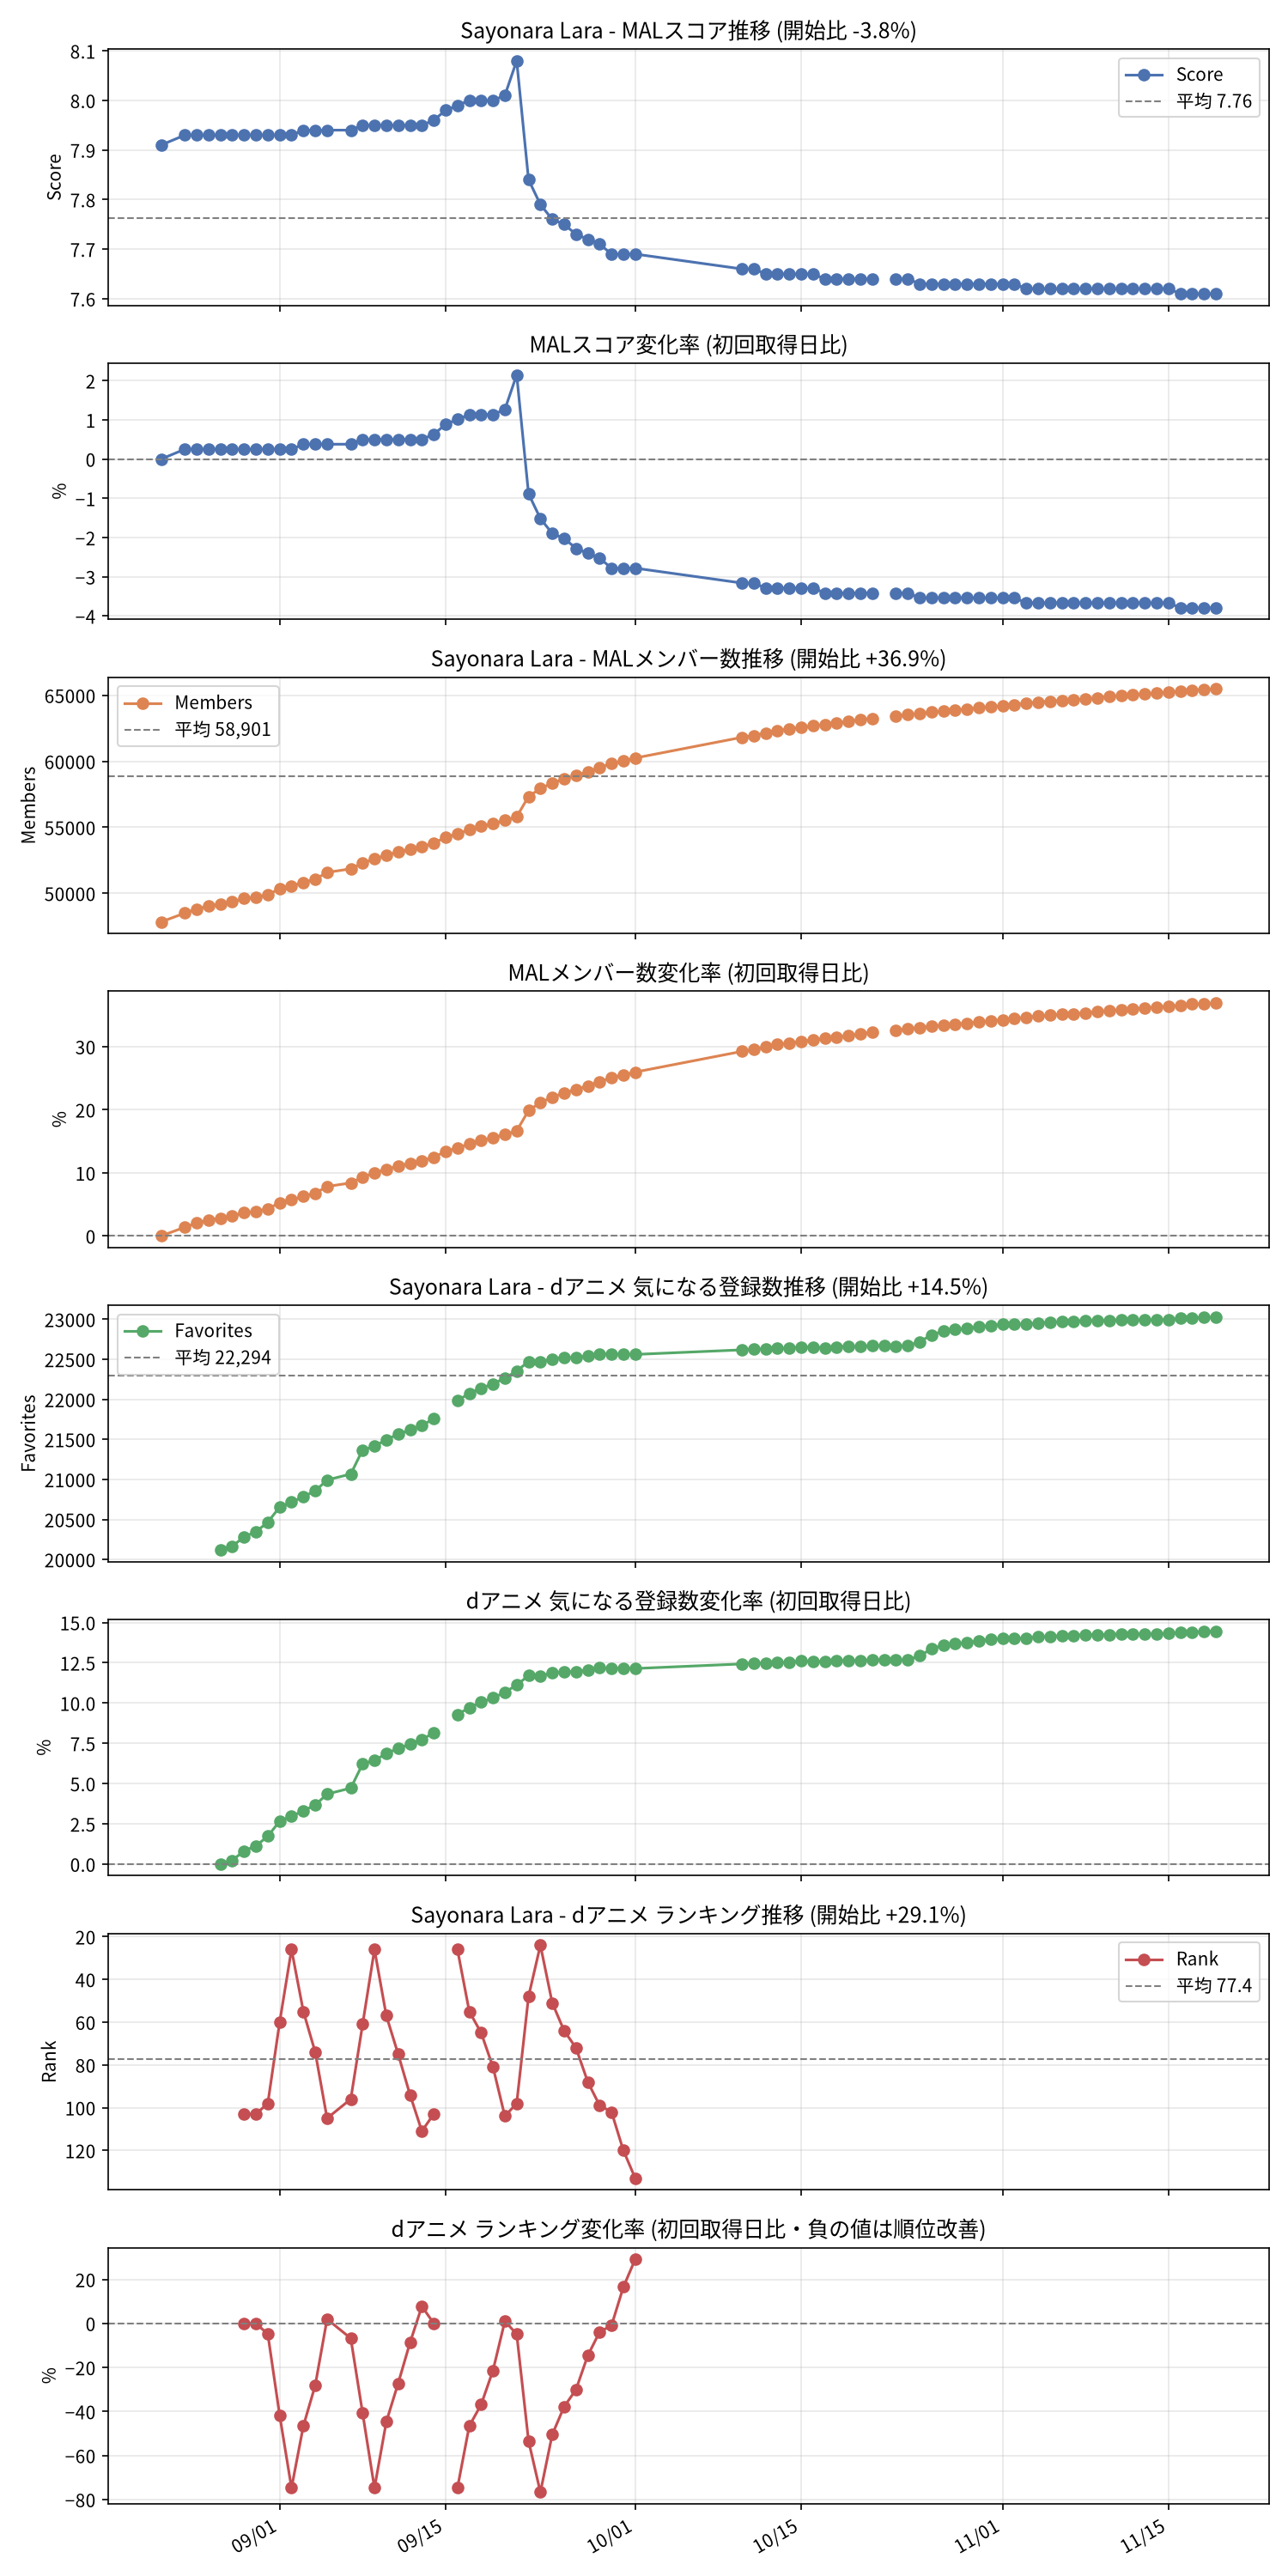 Sayonara Lara - MALスコア推移 (開始比 -3.8%)
Score
8.1
8.0
7.9
7.8
7.7
7.6
Score
平均 7.76
MALスコア変化率 (初回取得日比)
%
2
1
0
−1
−2
−3
−4
Sayonara Lara - MALメンバー数推移 (開始比 +36.9%)
Members
65000
60000
55000
50000
Members
平均 58,901
MALメンバー数変化率 (初回取得日比)
%
30
20
10
0
Sayonara Lara - dアニメ 気になる登録数推移 (開始比 +14.5%)
Favorites
23000
22500
22000
21500
21000
20500
20000
Favorites
平均 22,294
dアニメ 気になる登録数変化率 (初回取得日比)
%
15.0
12.5
10.0
7.5
5.0
2.5
0.0
Sayonara Lara - dアニメ ランキング推移 (開始比 +29.1%)
Rank
20
40
60
80
100
120
Rank
平均 77.4
dアニメ ランキング変化率 (初回取得日比・負の値は順位改善)
%
20
0
−20
−40
−60
−80
09/01
09/15
10/01
10/15
11/01
11/15